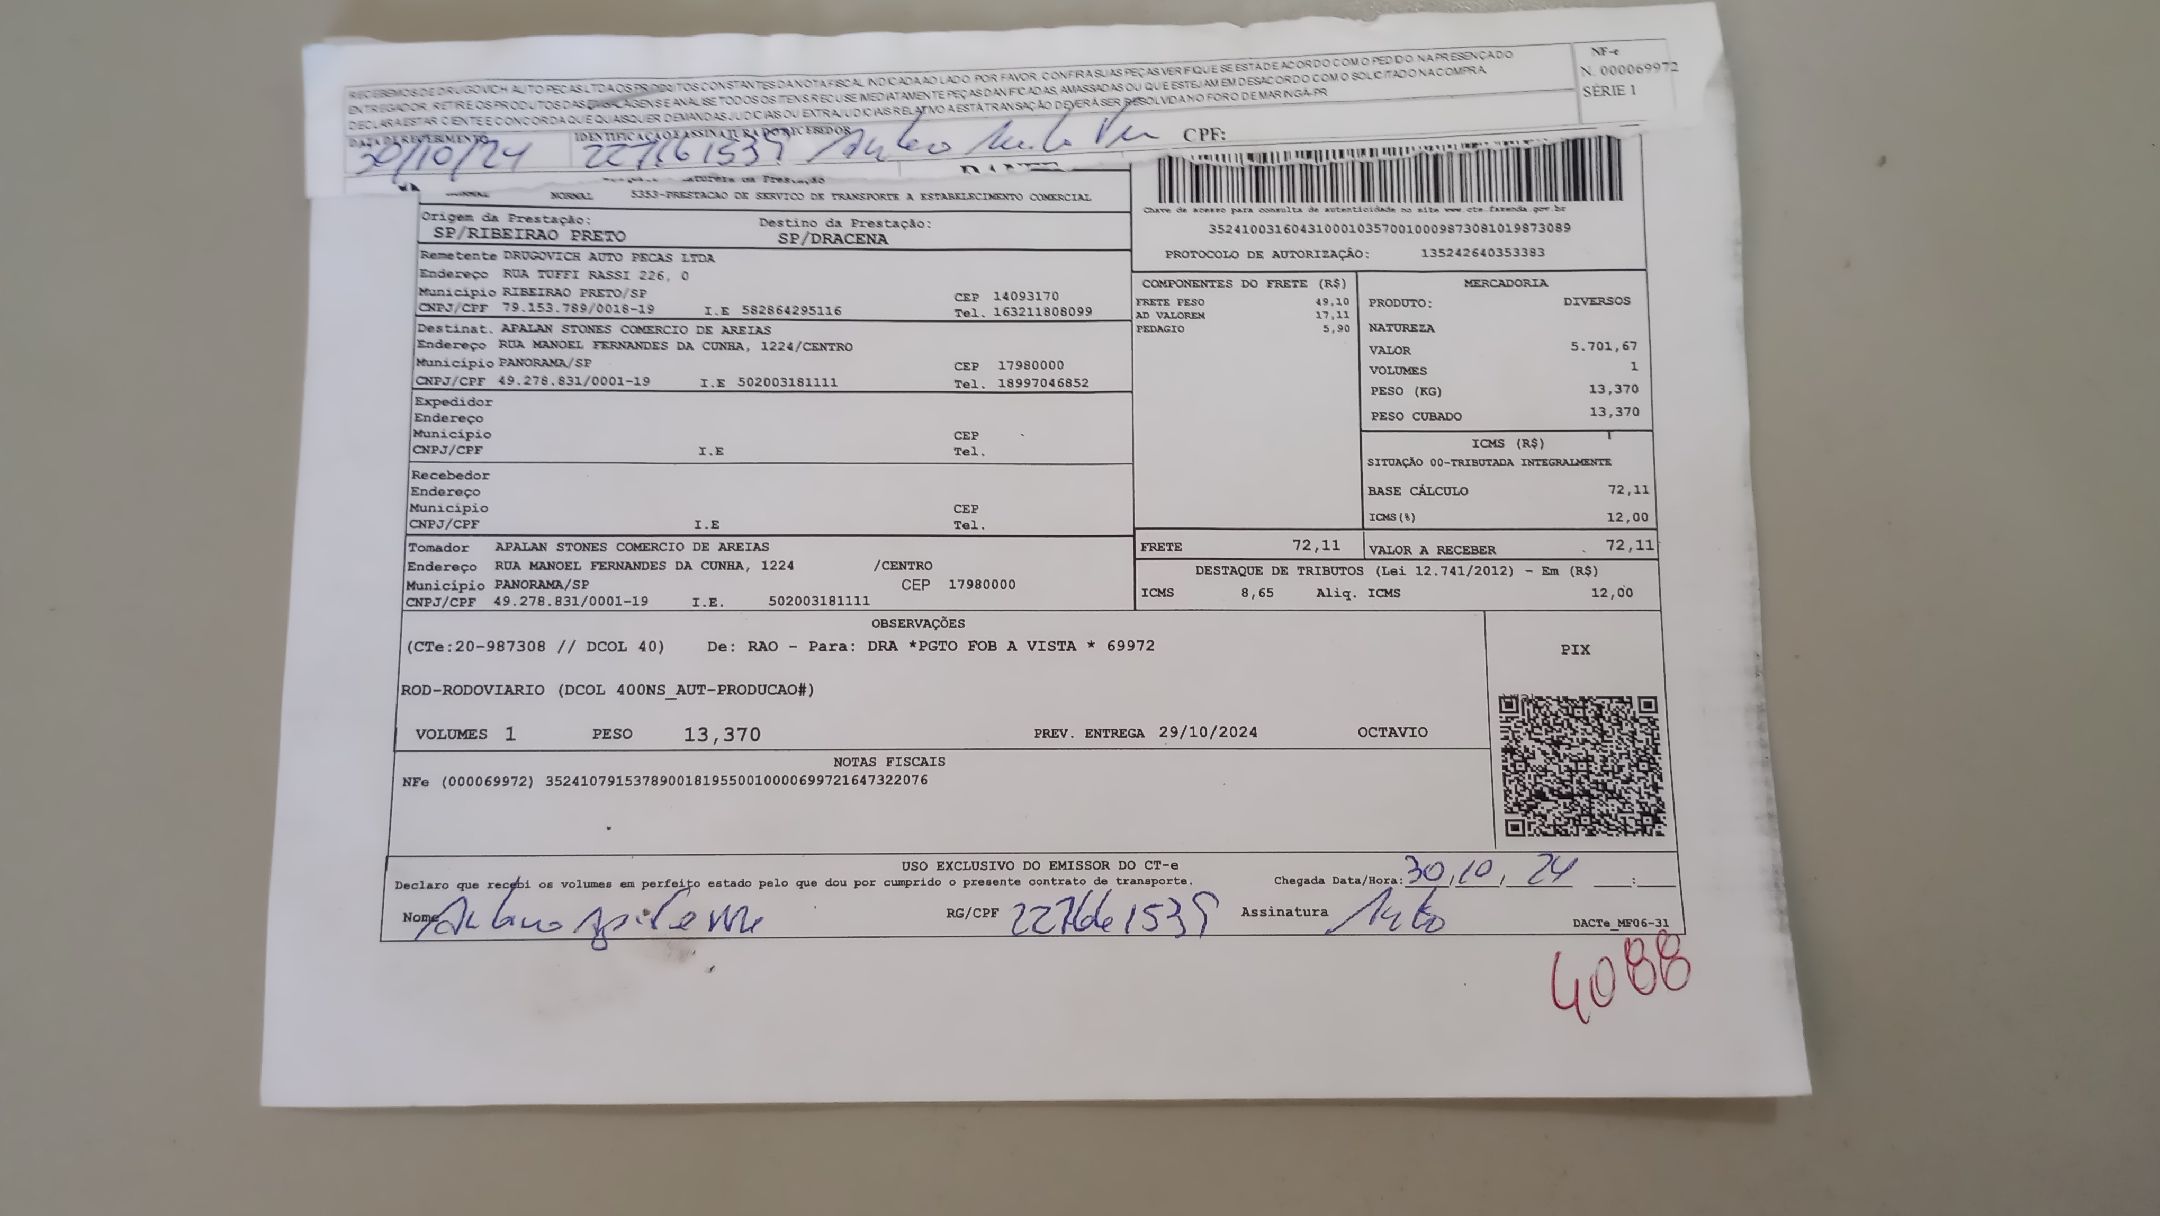 RECEBEMOS DE DRUGOVICH AUTO PECAS LTDA OS PRODUTOS CONSTANTES DA NOTA FISCAL INDICADA AO LADO. POR FAVOR, CONFIRA SUAS PEÇAS VERIFIQUE SE ESTA DE ACORDO COM O PEDIDO. NA PRESENÇA DO
ENTREGADOR, RETIRE OS PRODUTOS DAS EMBALAGENS E ANALISE TODOS OS ITENS RECUSE IMEDIATAMENTE PEÇAS DANIFICADAS, AMASSADAS OU QUE ESTEJAM EM DESACORDO COM O SOLICITADO NA COMPRA.
DECLARA ESTAR CIENTE E CONCORDA QUE QUAISQUER DEMANDAS JUDICIAS OU EXTRAJUDICIAS RELATIVO A ESTA TRANSAÇÃO DEVERÁ SER RESOLVIDA NO FORO DE MARINGÁ-PR
NF-e
N. 000069972
SÉRIE 1
DATA DE RECEBIMENTO IDENTIFICAÇÃO E ASSINATURA DO RECEBEDOR CPF:
30/10/24
NORMAL 5353-PRESTACAO DE SERVICO DE TRANSPORTE A ESTABELECIMENTO COMERCIAL
Chave de acesso para consulta de autenticidade no site www.cte.fazenda.gov.br
35241003160431000103570010009873081019873089
PROTOCOLO DE AUTORIZAÇÃO: 135242640353383
Origem da Prestação: Destino da Prestação:
SP/RIBEIRAO PRETO SP/DRACENA
Remetente DRUGOVICH AUTO PECAS LTDA
Endereço RUA TUFFI RASSI 226, 0
Município RIBEIRAO PRETO/SP CEP 14093170
CNPJ/CPF 79.153.789/0018-19 I.E 582864295116 Tel. 163211808099
Destinat. APALAN STONES COMERCIO DE AREIAS
Endereço RUA MANOEL FERNANDES DA CUNHA, 1224/CENTRO
Município PANORAMA/SP CEP 17980000
CNPJ/CPF 49.278.831/0001-19 I.E 502003181111 Tel. 18997046852
Expedidor
Endereço
Município CEP
CNPJ/CPF I.E Tel.
Recebedor
Endereço
Município CEP
CNPJ/CPF I.E Tel.
Tomador APALAN STONES COMERCIO DE AREIAS
Endereço RUA MANOEL FERNANDES DA CUNHA, 1224 /CENTRO
Município PANORAMA/SP CEP 17980000
CNPJ/CPF 49.278.831/0001-19 I.E. 502003181111
COMPONENTES DO FRETE (R$)
FRETE PESO 49,10
AD VALOREM 17,11
PEDAGIO 5,90
MERCADORIA
PRODUTO: DIVERSOS
NATUREZA
VALOR 5.701,67
VOLUMES 1
PESO (KG) 13,370
PESO CUBADO 13,370
ICMS (R$)
SITUAÇÃO 00-TRIBUTADA INTEGRALMENTE
BASE CÁLCULO 72,11
ICMS(%) 12,00
FRETE 72,11 VALOR A RECEBER 72,11
DESTAQUE DE TRIBUTOS (Lei 12.741/2012) - Em (R$)
ICMS 8,65 Aliq. ICMS 12,00
OBSERVAÇÕES
(CTe:20-987308 // DCOL 40) De: RAO - Para: DRA *PGTO FOB A VISTA * 69972
ROD-RODOVIARIO (DCOL 400NS_AUT-PRODUCAO#)
VOLUMES 1 PESO 13,370 PREV. ENTREGA 29/10/2024 OCTAVIO
PIX
NOTAS FISCAIS
NFe (000069972) 35241079153789001819550010000699721647322076
USO EXCLUSIVO DO EMISSOR DO CT-e
Declaro que recebi os volumes em perfeito estado pelo que dou por cumprido o presente contrato de transporte. Chegada Data/Hora: 30/10/24
Nome RG/CPF Assinatura
DACTe_MF06-31
4088